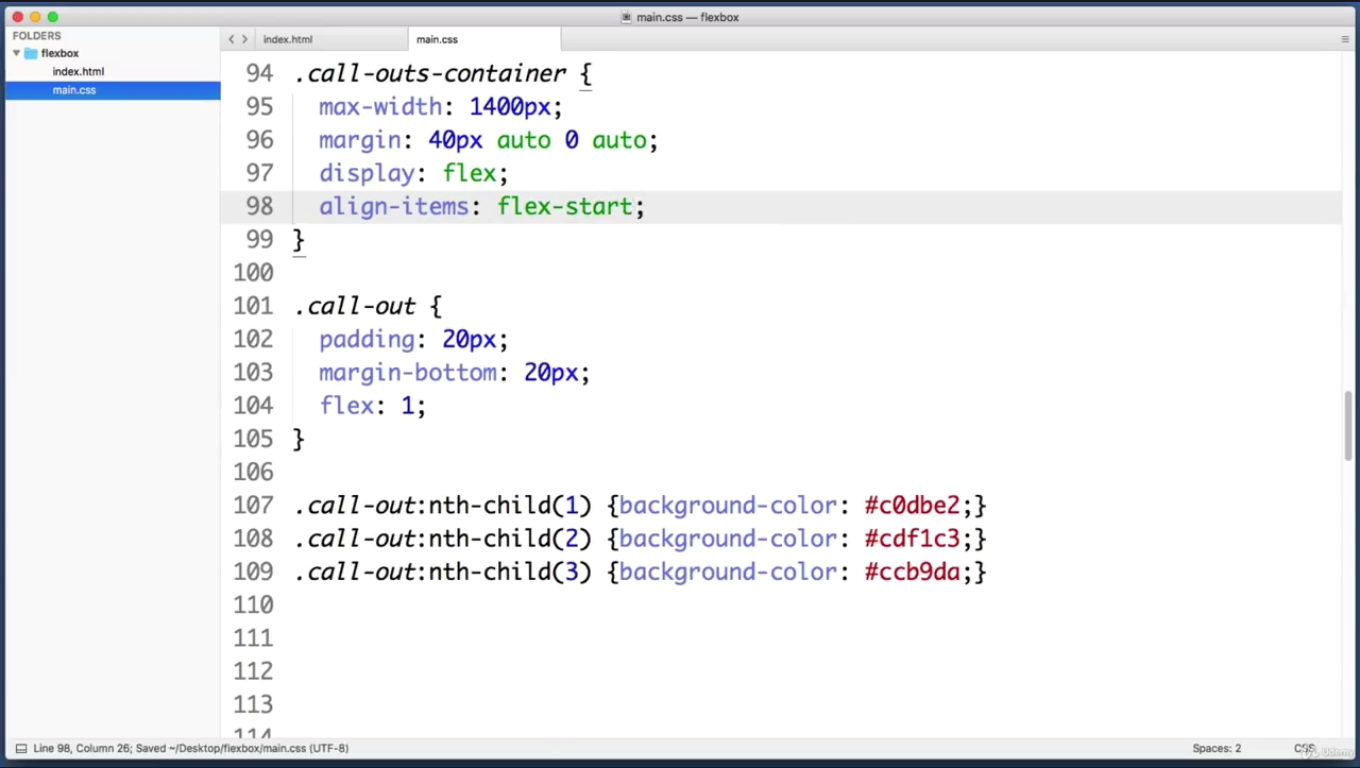 main.css — flexbox
FOLDERS
flexbox
index.html
main.css
index.html
main.css
94 .call-outs-container {
95 max-width: 1400px;
96 margin: 40px auto 0 auto;
97 display: flex;
98 align-items: flex-start;
99 }
100
101 .call-out {
102 padding: 20px;
103 margin-bottom: 20px;
104 flex: 1;
105 }
106
107 .call-out:nth-child(1) {background-color: #c0dbe2;}
108 .call-out:nth-child(2) {background-color: #cdf1c3;}
109 .call-out:nth-child(3) {background-color: #ccb9da;}
110
111
112
113
114
Line 98, Column 26; Saved ~/Desktop/flexbox/main.css (UTF-8)
Spaces: 2
CSS
Udemy